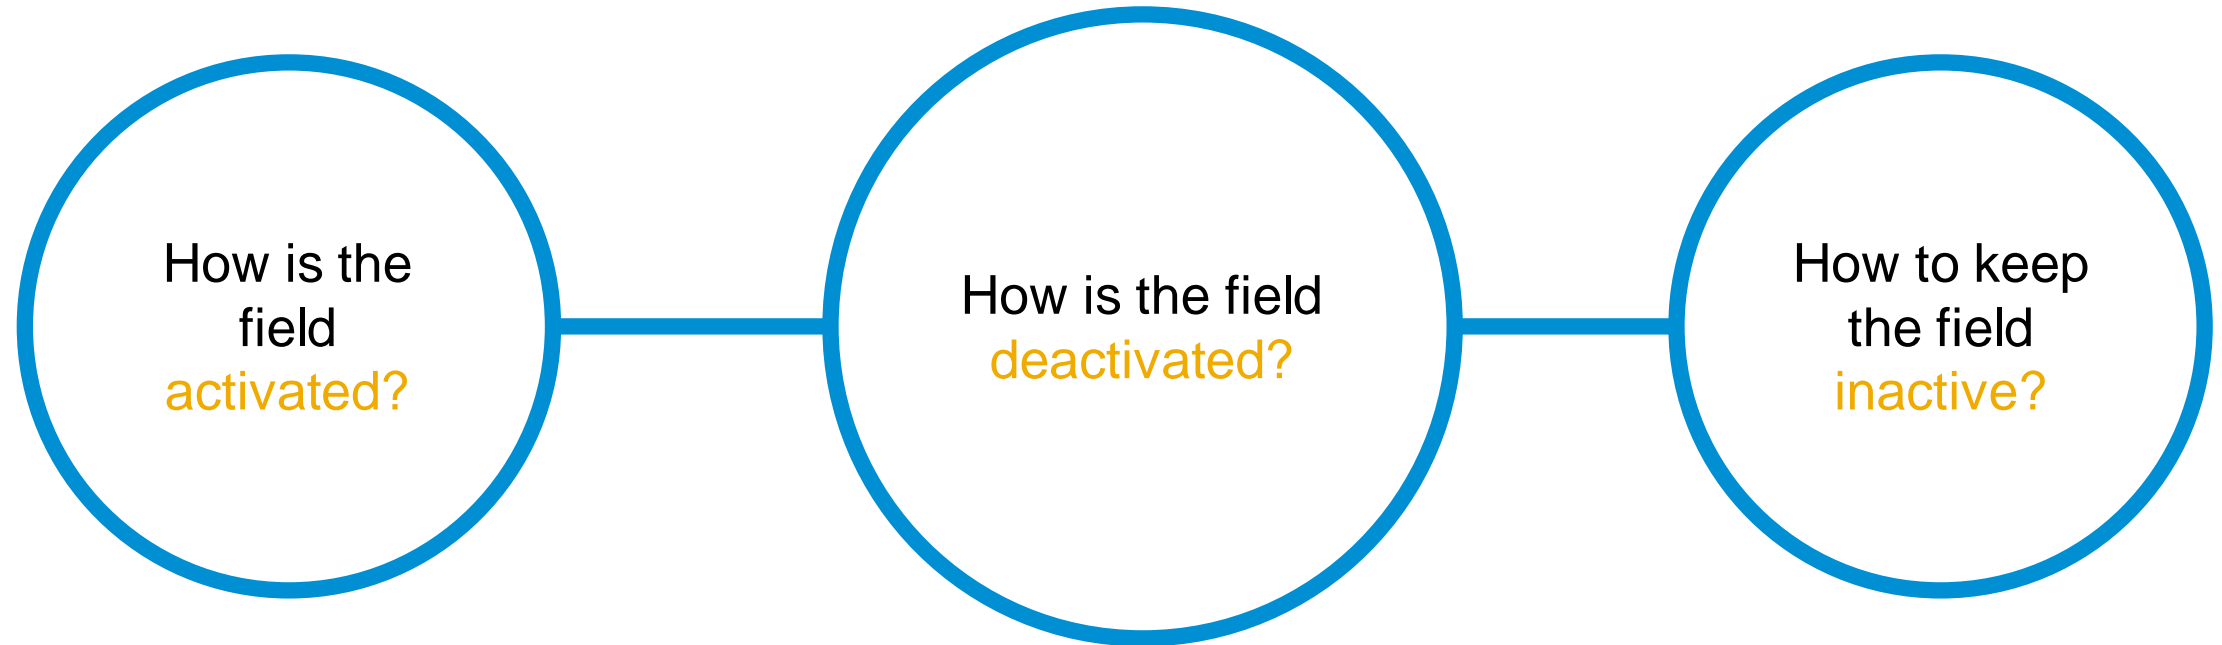 How is the
field
activated?
How is the field
deactivated?
How to keep
the field
inactive?